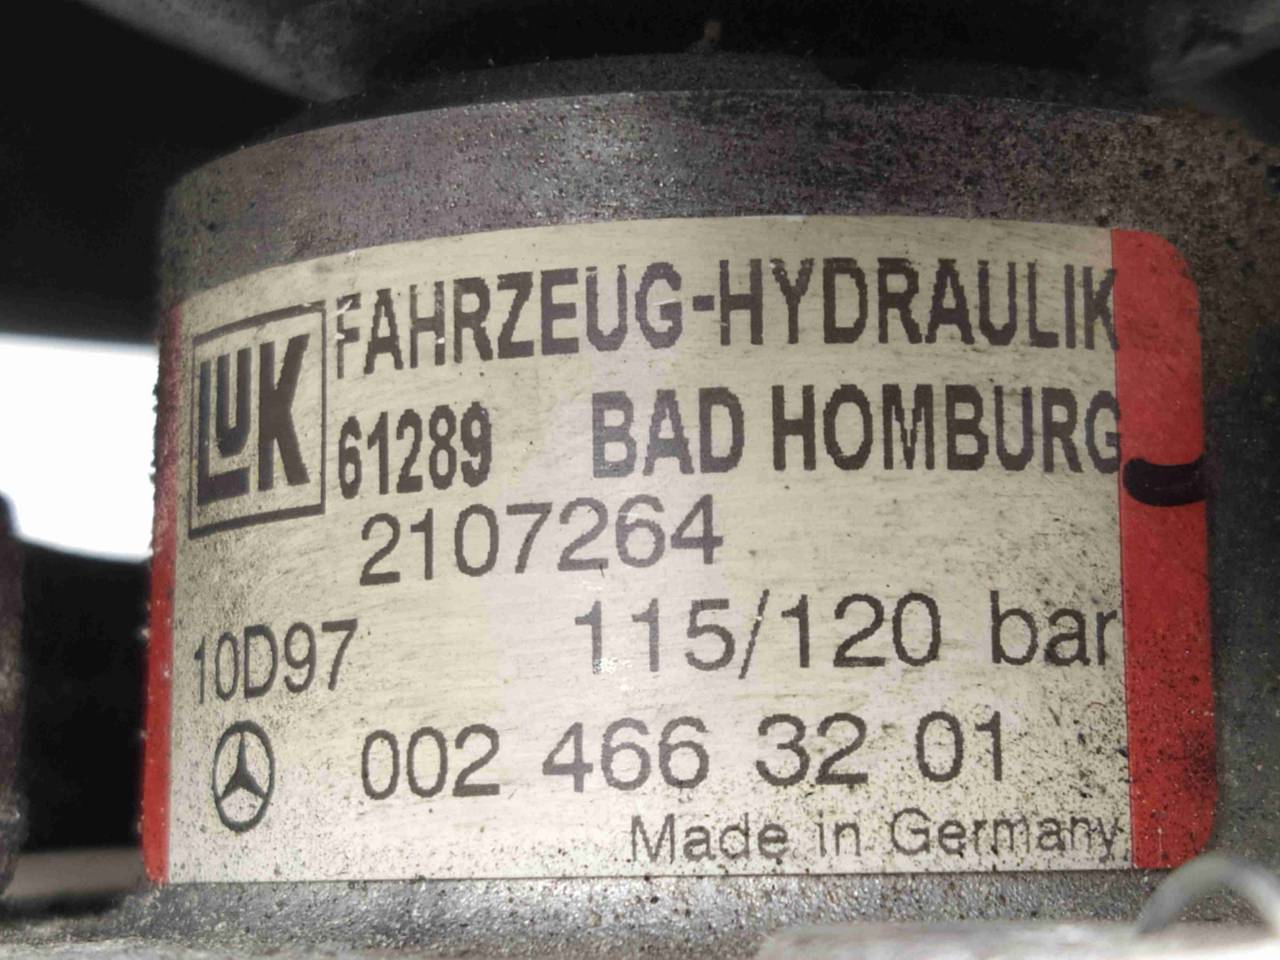 LUK FAHRZEUG-HYDRAULIK
61289 BAD HOMBURG
2107264
10D97 115/120 bar
002 466 32 01
Made in Germany